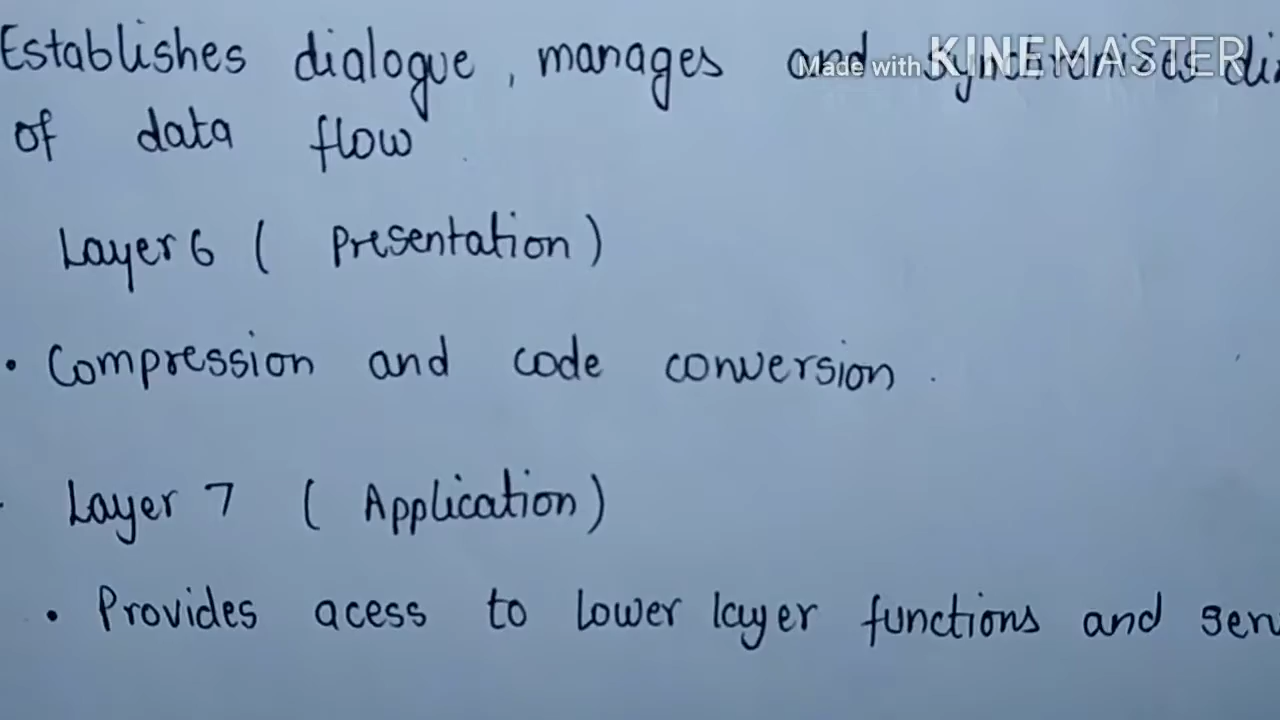 Establishes dialogue, manages and synchronises
of data flow
Layer 6 ( Presentation )
• Compression and code conversion.
Layer 7 ( Application )
• Provides acess to lower layer functions and
Made with KINEMASTER